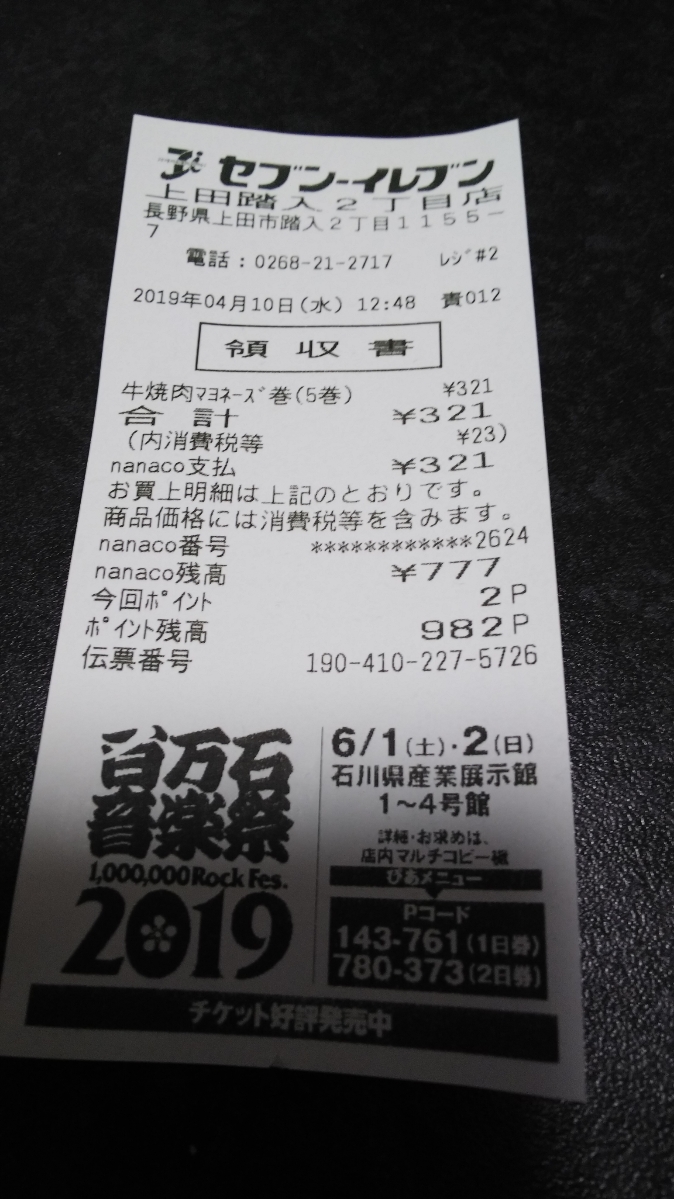 セブン-イレブン
上田踏入2丁目店
長野県上田市踏入2丁目1155-
7
電話:0268-21-2717 レジ#2
2019年04月10日(水) 12:48 責012
領収書
牛焼肉マヨネーズ巻(5巻) ¥321
合計 ¥321
(内消費税等 ¥23)
nanaco支払 ¥321
お買上明細は上記のとおりです。
商品価格には消費税等を含みます。
nanaco番号 ************2624
nanaco残高 ¥777
今回ポイント 2P
ポイント残高 982P
伝票番号 190-410-227-5726
百万石
音楽祭
1,000,000Rock Fes.
2019
6/1(土)・2(日)
石川県産業展示館
1〜4号館
詳細・お求めは、
店内マルチコピー機
ぴあメニュー
Pコード
143-761(1日券)
780-373(2日券)
チケット好評発売中